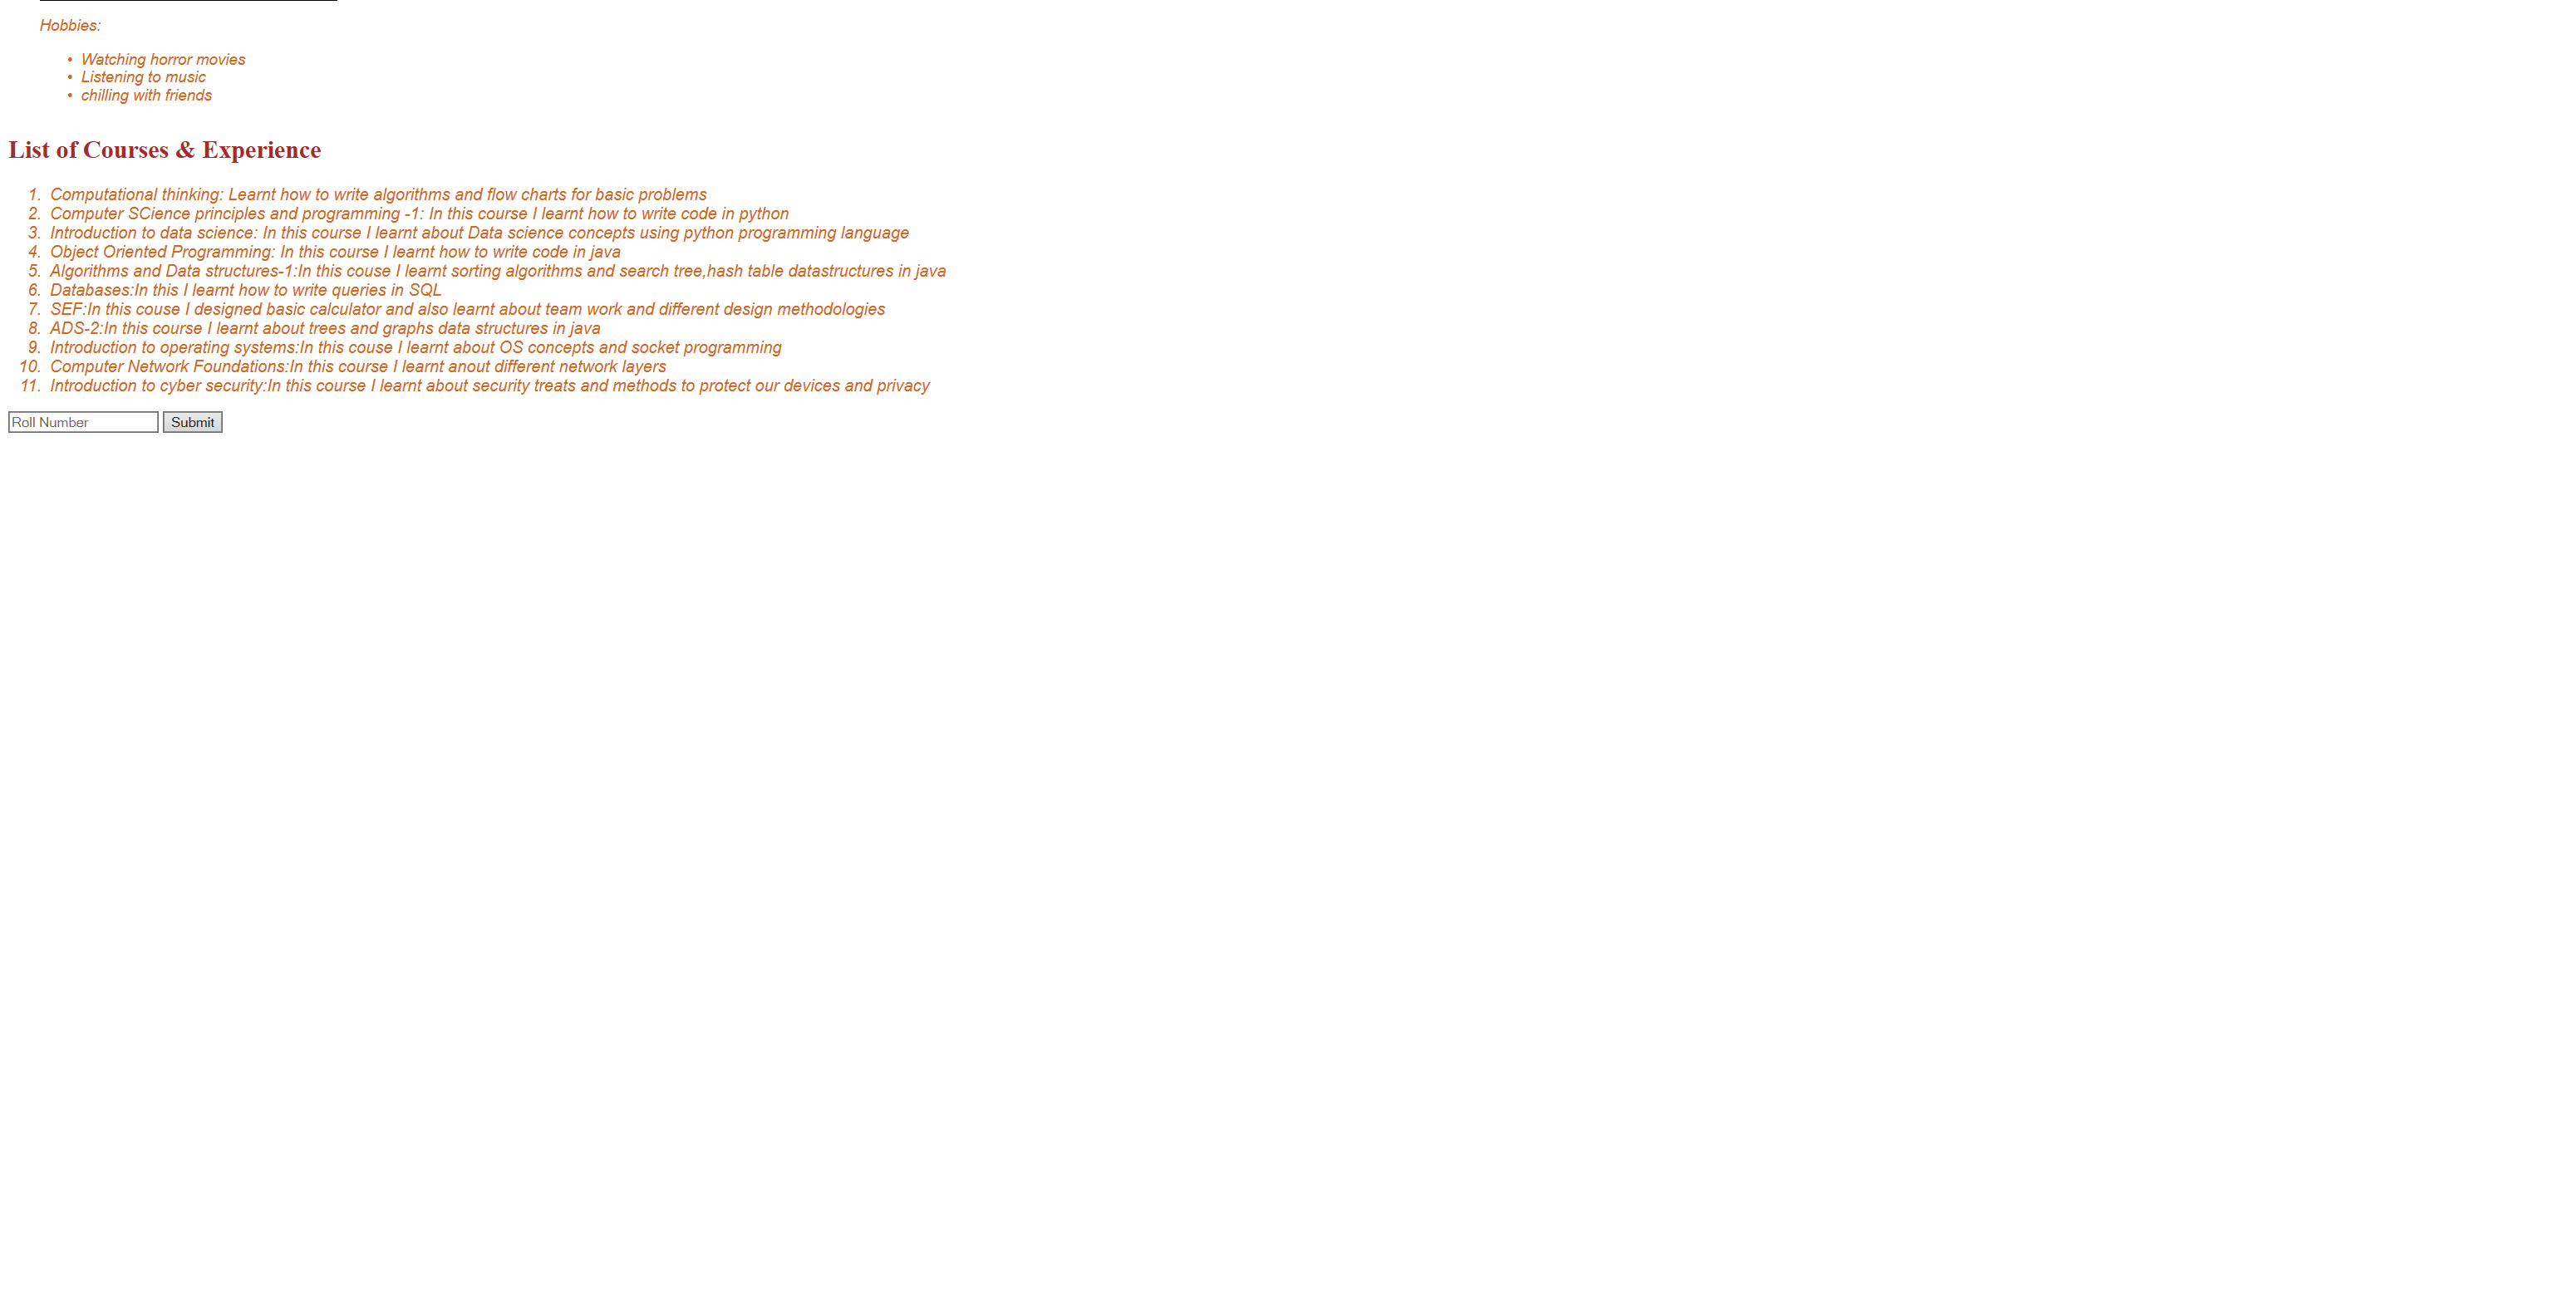 Hobbies:
• Watching horror movies
• Listening to music
• chilling with friends
List of Courses & Experience
1. Computational thinking: Learnt how to write algorithms and flow charts for basic problems
2. Computer SCience principles and programming -1: In this course I learnt how to write code in python
3. Introduction to data science: In this course I learnt about Data science concepts using python programming language
4. Object Oriented Programming: In this course I learnt how to write code in java
5. Algorithms and Data structures-1:In this couse I learnt sorting algorithms and search tree,hash table datastructures in java
6. Databases:In this I learnt how to write queries in SQL
7. SEF:In this couse I designed basic calculator and also learnt about team work and different design methodologies
8. ADS-2:In this course I learnt about trees and graphs data structures in java
9. Introduction to operating systems:In this couse I learnt about OS concepts and socket programming
10. Computer Network Foundations:In this course I learnt anout different network layers
11. Introduction to cyber security:In this course I learnt about security treats and methods to protect our devices and privacy
Roll Number Submit